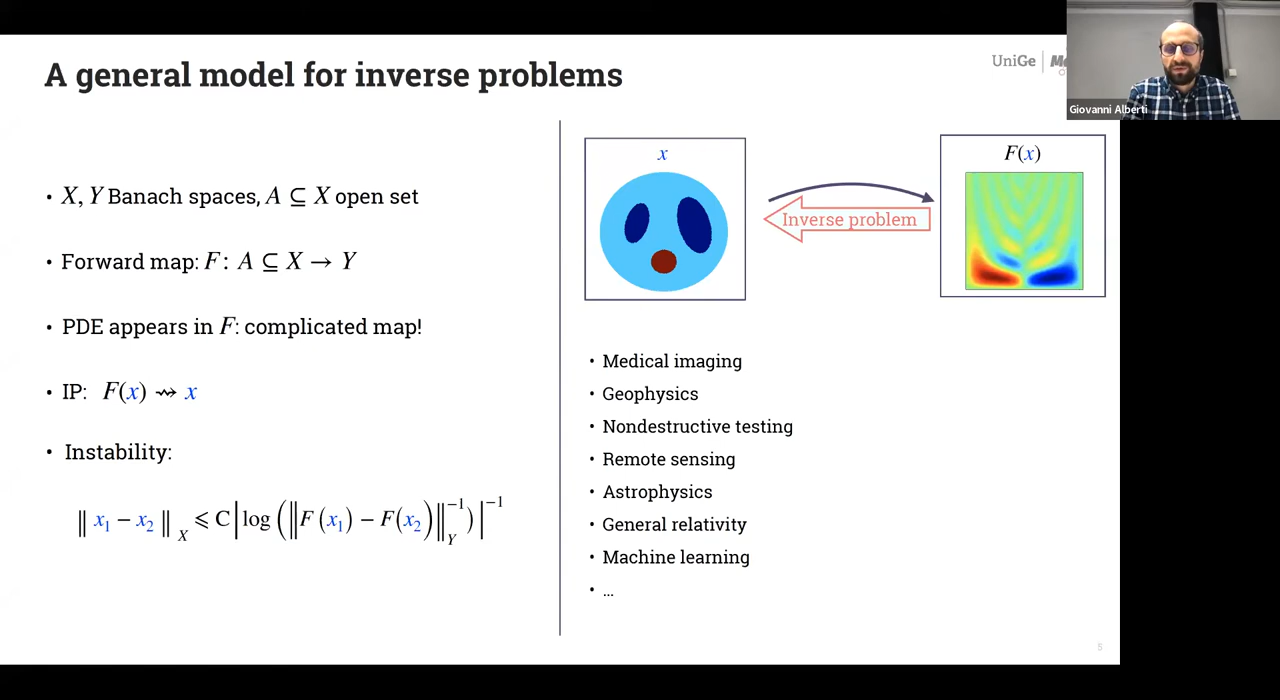 A general model for inverse problems
UniGe
Giovanni Alberti
• X, Y Banach spaces, A ⊆ X open set
• Forward map: F: A ⊆ X → Y
• PDE appears in F: complicated map!
• IP: F(x) ⇝ x
• Instability:
‖ x₁ − x₂ ‖_X ⩽ C | log ( ‖F (x₁) − F(x₂)‖_Y^−1 ) |^−1
x
Inverse problem
F(x)
• Medical imaging
• Geophysics
• Nondestructive testing
• Remote sensing
• Astrophysics
• General relativity
• Machine learning
• ...
5